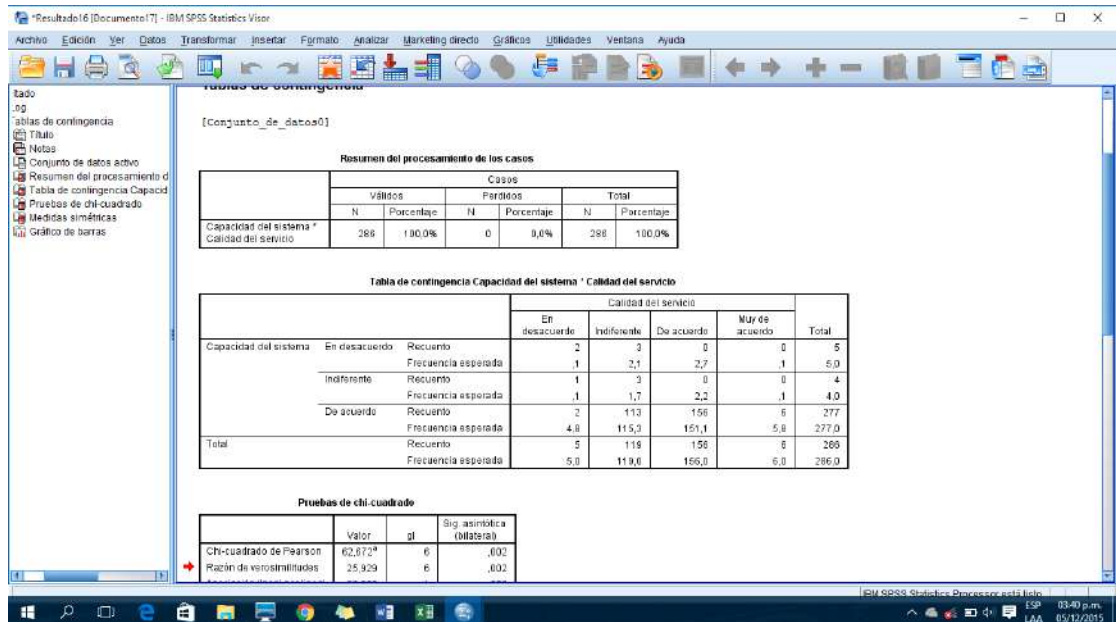 *Resultado16 [Documento17] - IBM SPSS Statistics Visor
Archivo Edición Ver Datos Transformar Insertar Formato Analizar Marketing directo Gráficos Utilidades Ventana Ayuda
ltado
Log
Tablas de contingencia
Título
Notas
Conjunto de datos activo
Resumen del procesamiento d
Tabla de contingencia Capacid
Pruebas de chi-cuadrado
Medidas simétricas
Gráfico de barras
Tablas de contingencia
[Conjunto_de_datos0]
Resumen del procesamiento de los casos
Casos
Válidos Perdidos Total
N Porcentaje N Porcentaje N Porcentaje
Capacidad del sistema * Calidad del servicio 286 100,0% 0 0,0% 286 100,0%
Tabla de contingencia Capacidad del sistema * Calidad del servicio
Calidad del servicio
En desacuerdo Indiferente De acuerdo Muy de acuerdo Total
Capacidad del sistema En desacuerdo Recuento 2 3 0 0 5
Frecuencia esperada ,1 2,1 2,7 ,1 5,0
Indiferente Recuento 1 3 0 0 4
Frecuencia esperada ,1 1,7 2,2 ,1 4,0
De acuerdo Recuento 2 113 156 6 277
Frecuencia esperada 4,8 115,3 151,1 5,8 277,0
Total Recuento 5 119 156 6 286
Frecuencia esperada 5,0 119,0 156,0 6,0 286,0
Pruebas de chi-cuadrado
Valor gl Sig. asintótica (bilateral)
Chi-cuadrado de Pearson 62,672a 6 ,002
Razón de verosimilitudes 25,929 6 ,002
IBM SPSS Statistics Processor está listo
ESP 03:40 p.m.
LAA 05/12/2015